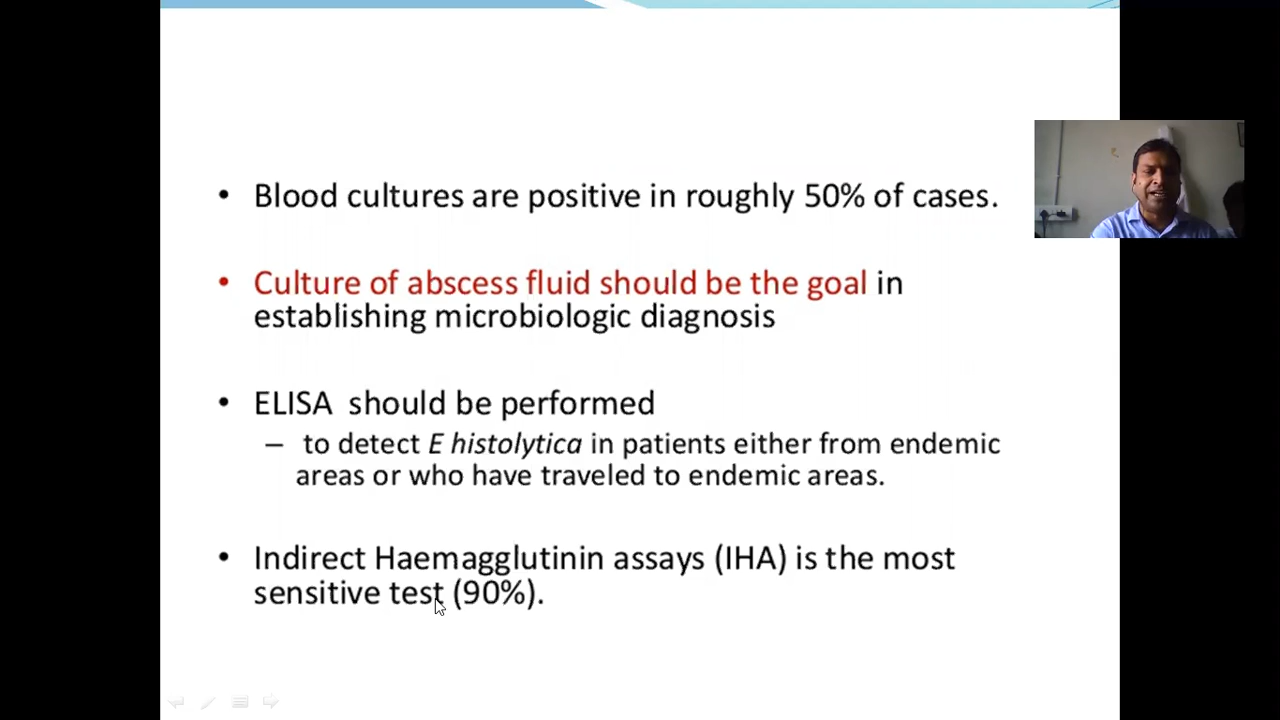 • Blood cultures are positive in roughly 50% of cases.
• Culture of abscess fluid should be the goal in
establishing microbiologic diagnosis
• ELISA should be performed
– to detect E histolytica in patients either from endemic
areas or who have traveled to endemic areas.
• Indirect Haemagglutinin assays (IHA) is the most
sensitive test (90%).